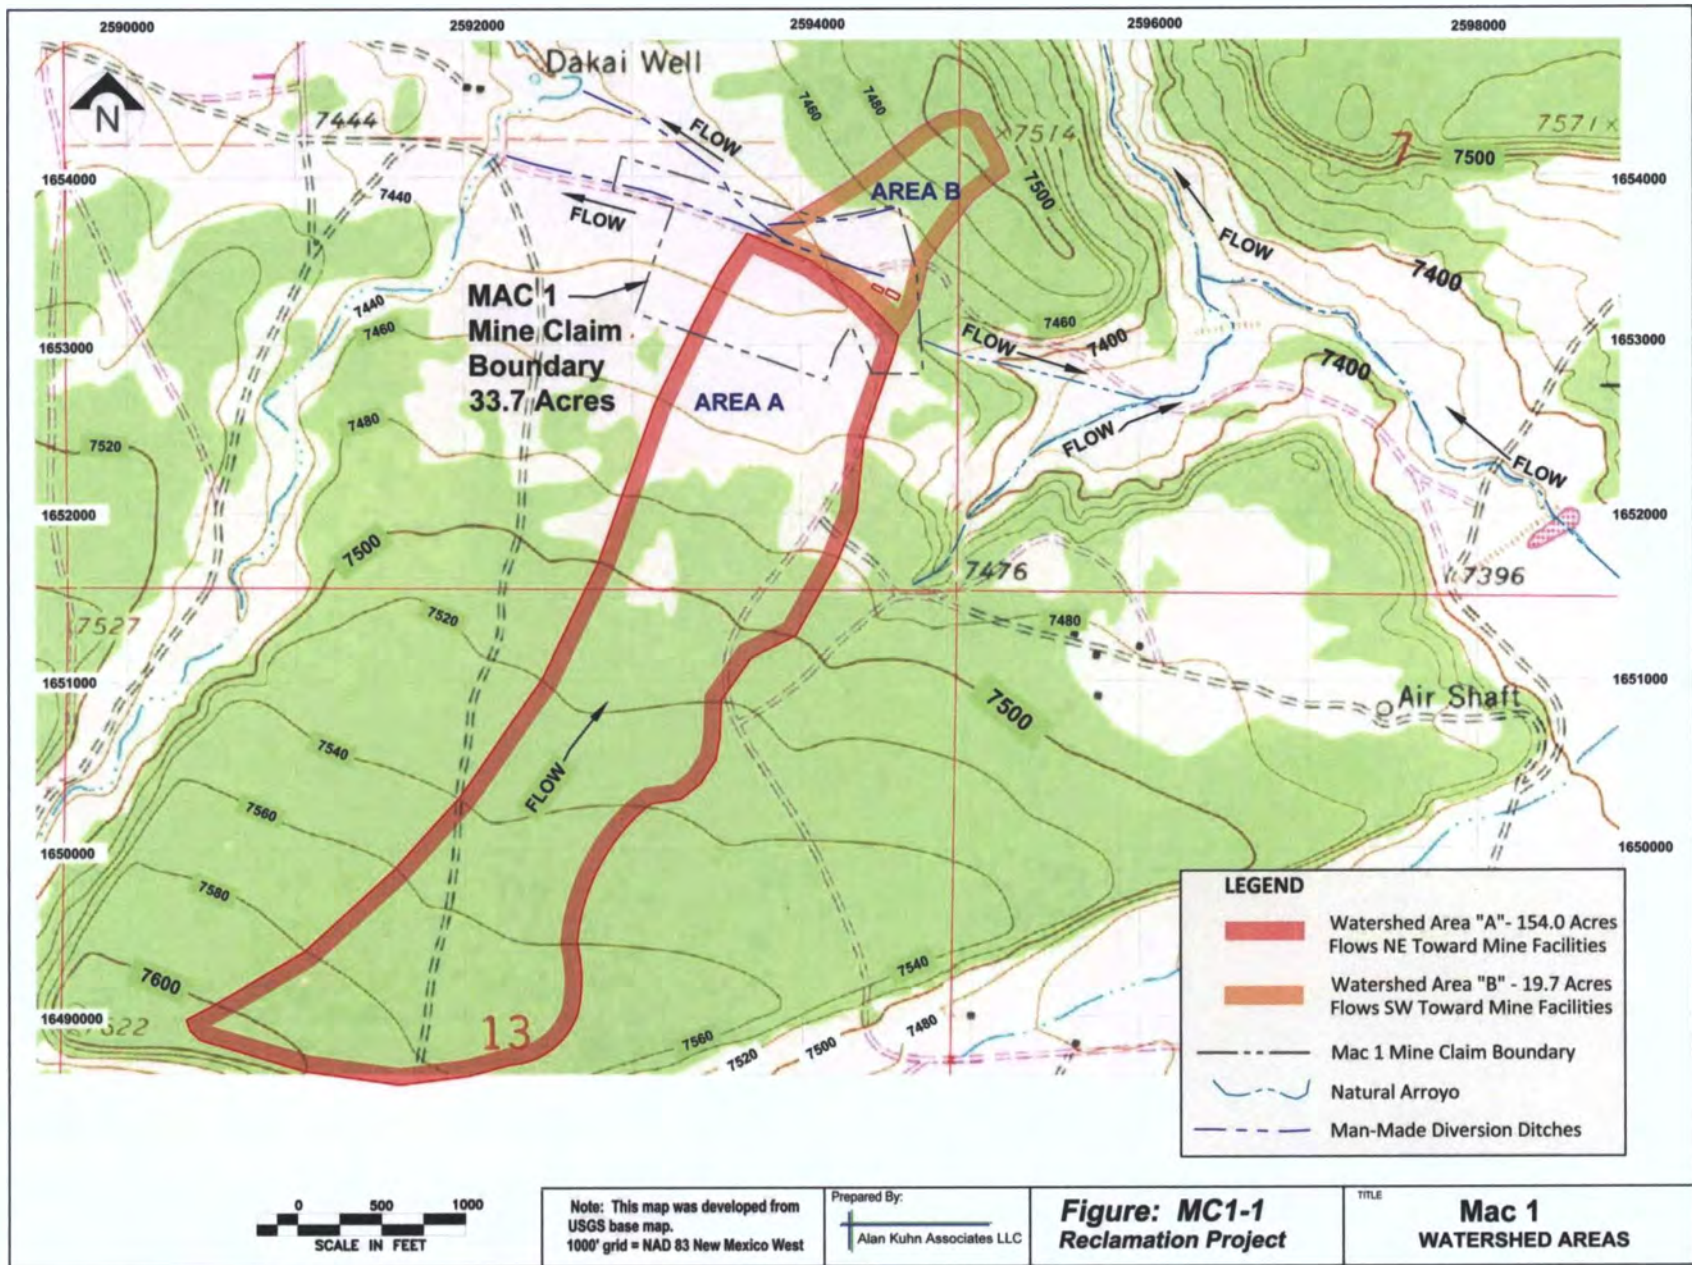 2590000
2592000
2594000
2596000
2598000
Dakai Well
N
7444
7460
7480
FLOW
7514
7571
7
7500
1654000
1654000
7440
AREA B
7500
FLOW
FLOW
FLOW
7400
7440
7460
MAC 1
Mine Claim
Boundary
33.7 Acres
7460
1653000
1653000
FLOW
7400
7400
AREA A
7480
7520
FLOW
FLOW
1652000
1652000
7500
7476
7396
7520
7480
7527
1651000
1651000
7500
Air Shaft
7540
FLOW
7560
1650000
1650000
7580
7540
7600
16490000
7622
13
7480
7560
7500
7520
LEGEND
Watershed Area "A"- 154.0 Acres
Flows NE Toward Mine Facilities
Watershed Area "B" - 19.7 Acres
Flows SW Toward Mine Facilities
Mac 1 Mine Claim Boundary
Natural Arroyo
Man-Made Diversion Ditches
0 500 1000
SCALE IN FEET
Note: This map was developed from
USGS base map.
1000' grid = NAD 83 New Mexico West
Prepared By:
Alan Kuhn Associates LLC
Figure: MC1-1
Reclamation Project
TITLE
Mac 1
WATERSHED AREAS